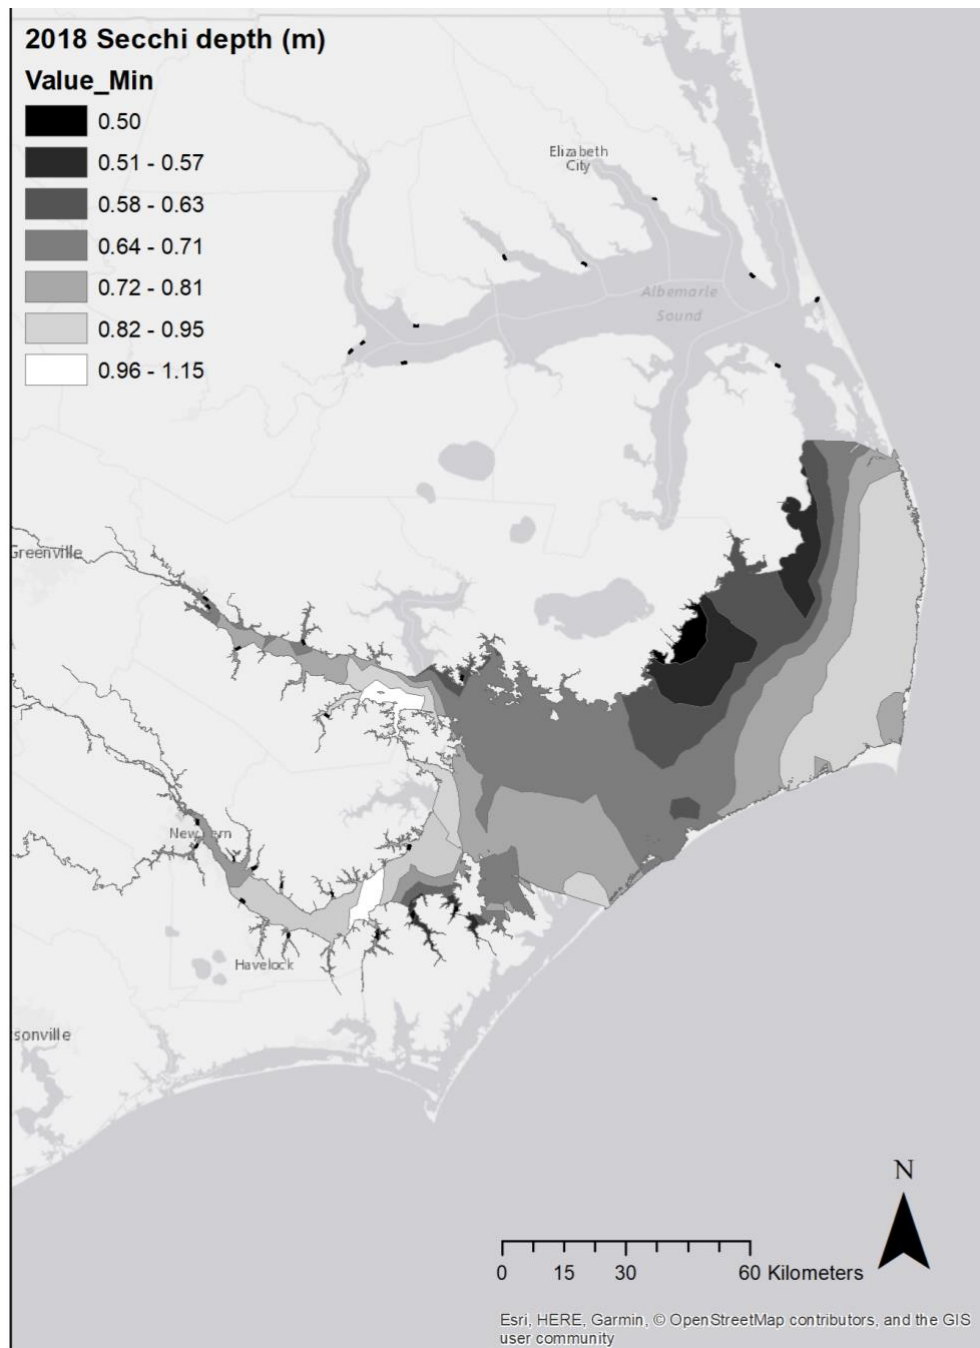 2018 Secchi depth (m)
Value_Min
0.50
0.51 - 0.57
0.58 - 0.63
0.64 - 0.71
0.72 - 0.81
0.82 - 0.95
0.96 - 1.15
Elizabeth
City
Albemarle
Sound
Greenville
New Bern
Havelock
sonville
N
0 15 30 60 Kilometers
Esri, HERE, Garmin, © OpenStreetMap contributors, and the GIS
user community